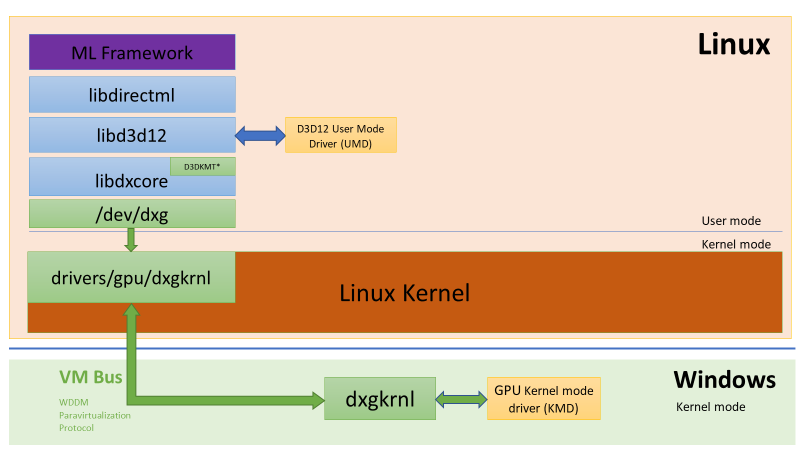 Linux
ML Framework
libdirectml
libd3d12
D3D12 User Mode
Driver (UMD)
D3DKMT*
libdxcore
/dev/dxg
User mode
Kernel mode
drivers/gpu/dxgkrnl
Linux Kernel
VM Bus
WDDM
Paravirtualization
Protocol
dxgkrnl
GPU Kernel mode
driver (KMD)
Windows
Kernel mode